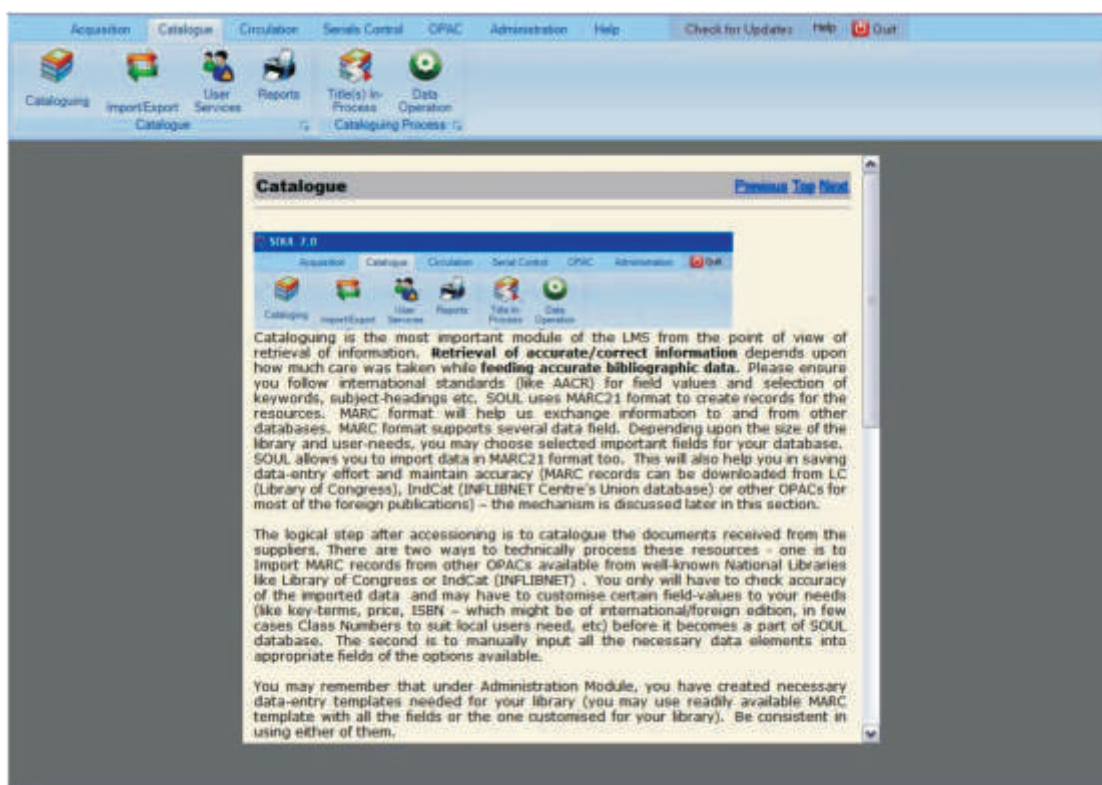 Acquisition Catalogue Circulation Serials Control OPAC Administration Help Check for Updates Help Quit
Cataloguing Import/Export User Services Reports Title(s) In-Process Data Operation
Catalogue Cataloguing Process
Catalogue Previous Top Next
SOUL 2.0
Acquisition Catalogue Circulation Serial Control OPAC Administration Quit
Cataloging Import/Export User Services Reports Title In Process Data Operation
Cataloguing is the most important module of the LMS from the point of view of
retrieval of information. Retrieval of accurate/correct information depends upon
how much care was taken while feeding accurate bibliographic data. Please ensure
you follow international standards (like AACR) for field values and selection of
keywords, subject-headings etc. SOUL uses MARC21 format to create records for the
resources. MARC format will help us exchange information to and from other
databases. MARC format supports several data field. Depending upon the size of the
library and user-needs, you may choose selected important fields for your database.
SOUL allows you to import data in MARC21 format too. This will also help you in saving
data-entry effort and maintain accuracy (MARC records can be downloaded from LC
(Library of Congress), IndCat (INFLIBNET Centre's Union database) or other OPACs for
most of the foreign publications) – the mechanism is discussed later in this section.
The logical step after accessioning is to catalogue the documents received from the
suppliers. There are two ways to technically process these resources - one is to
Import MARC records from other OPACs available from well-known National Libraries
like Library of Congress or IndCat (INFLIBNET) . You only will have to check accuracy
of the imported data and may have to customise certain field-values to your needs
(like key-terms, price, ISBN – which might be of international/foreign edition, in few
cases Class Numbers to suit local users need, etc) before it becomes a part of SOUL
database. The second is to manually input all the necessary data elements into
appropriate fields of the options available.
You may remember that under Administration Module, you have created necessary
data-entry templates needed for your library (you may use readily available MARC
template with all the fields or the one customised for your library). Be consistent in
using either of them.